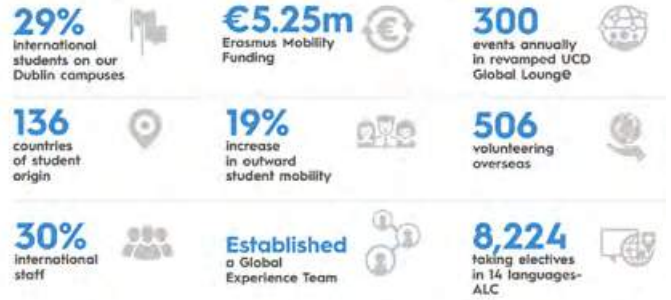 29%
international
students on our
Dublin campuses
€5.25m
Erasmus Mobility
Funding
300
events annually
in revamped UCD
Global Lounge
136
countries
of student
origin
19%
increase
in outward
student mobility
506
volunteering
overseas
30%
international
staff
Established
a Global
Experience Team
8,224
taking electives
in 14 languages-
ALC